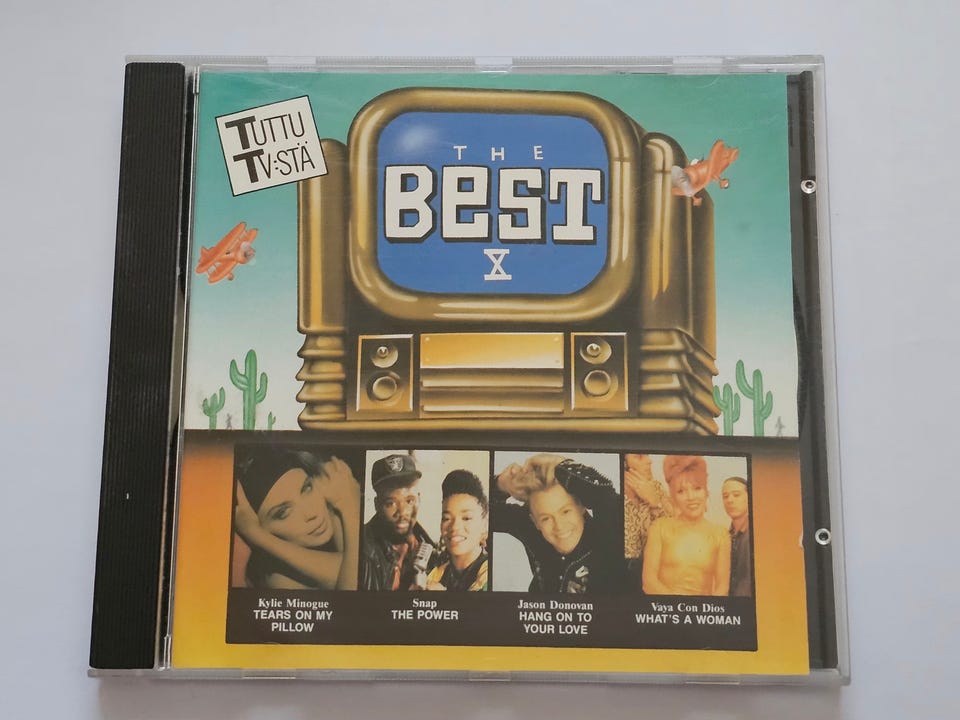 TUTTU
TV:STÄ
THE
BEST
X
Kylie Minogue
TEARS ON MY
PILLOW
Snap
THE POWER
Jason Donovan
HANG ON TO
YOUR LOVE
Vaya Con Dios
WHAT'S A WOMAN